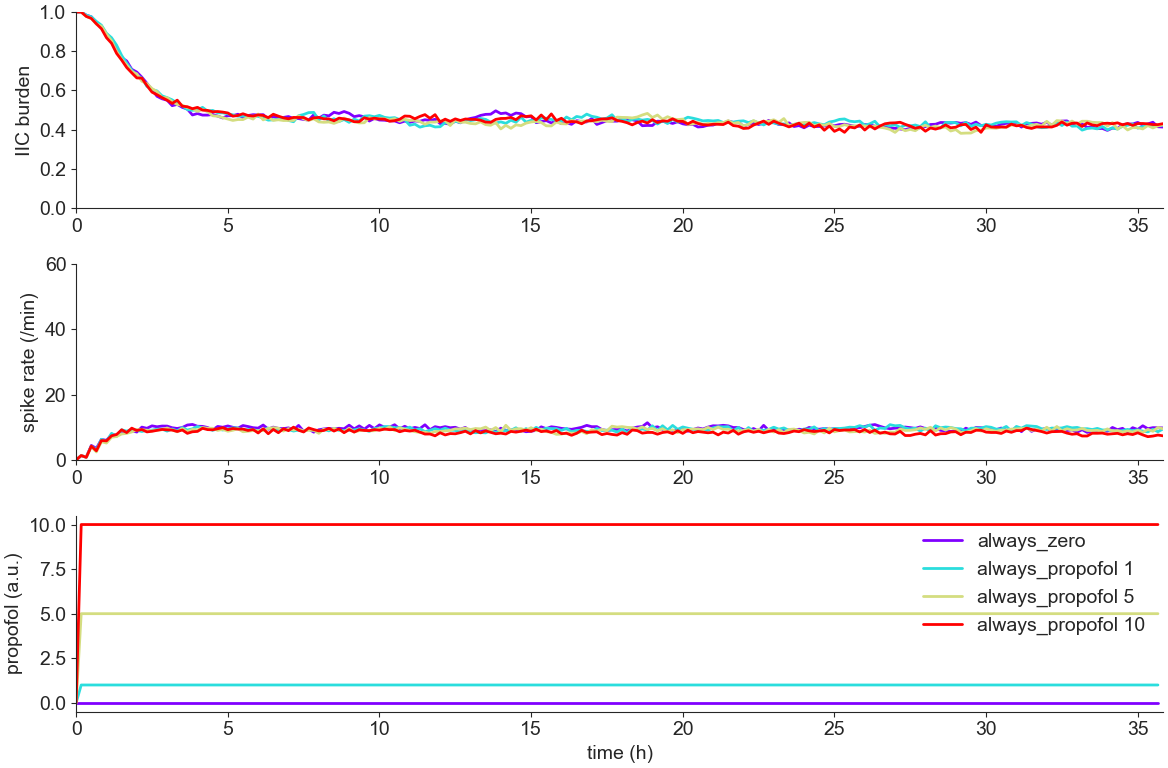 1.0
0.8
0.6
0.4
0.2
0.0
IIC burden
0 5 10 15 20 25 30 35
60
40
20
0
spike rate (/min)
0 5 10 15 20 25 30 35
10.0
7.5
5.0
2.5
0.0
propofol (a.u.)
always_zero
always_propofol 1
always_propofol 5
always_propofol 10
0 5 10 15 20 25 30 35
time (h)